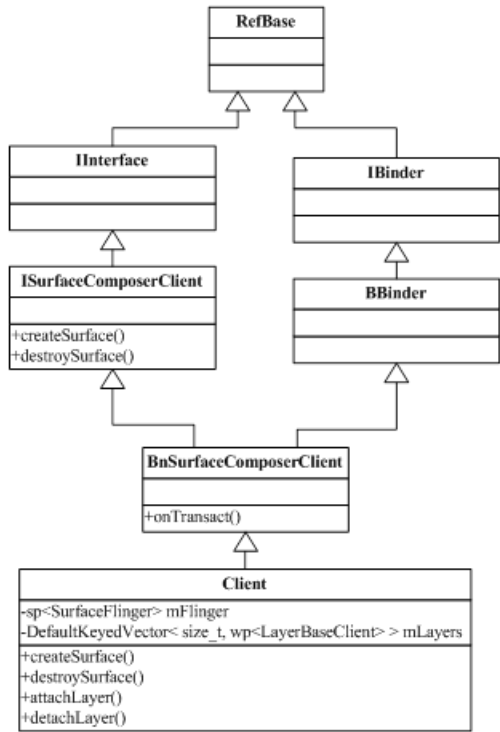 RefBase
IInterface
IBinder
ISurfaceComposerClient
+createSurface()
+destroySurface()
BBinder
BnSurfaceComposerClient
+onTransact()
Client
-sp<SurfaceFlinger> mFlinger
-DefaultKeyedVector< size_t, wp<LayerBaseClient> > mLayers
+createSurface()
+destroySurface()
+attachLayer()
+detachLayer()